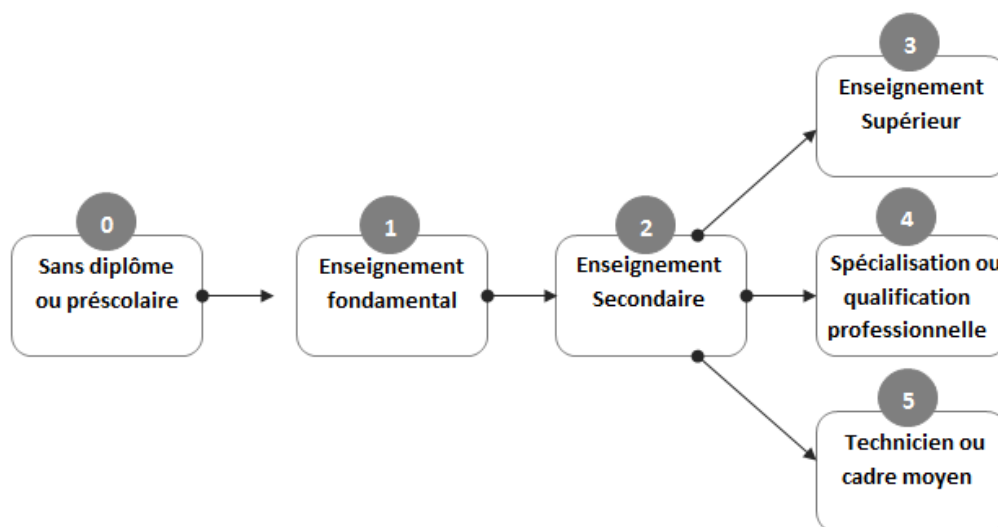 0
Sans diplôme
ou préscolaire
1
Enseignement
fondamental
2
Enseignement
Secondaire
3
Enseignement
Supérieur
4
Spécialisation ou
qualification
professionnelle
5
Technicien ou
cadre moyen